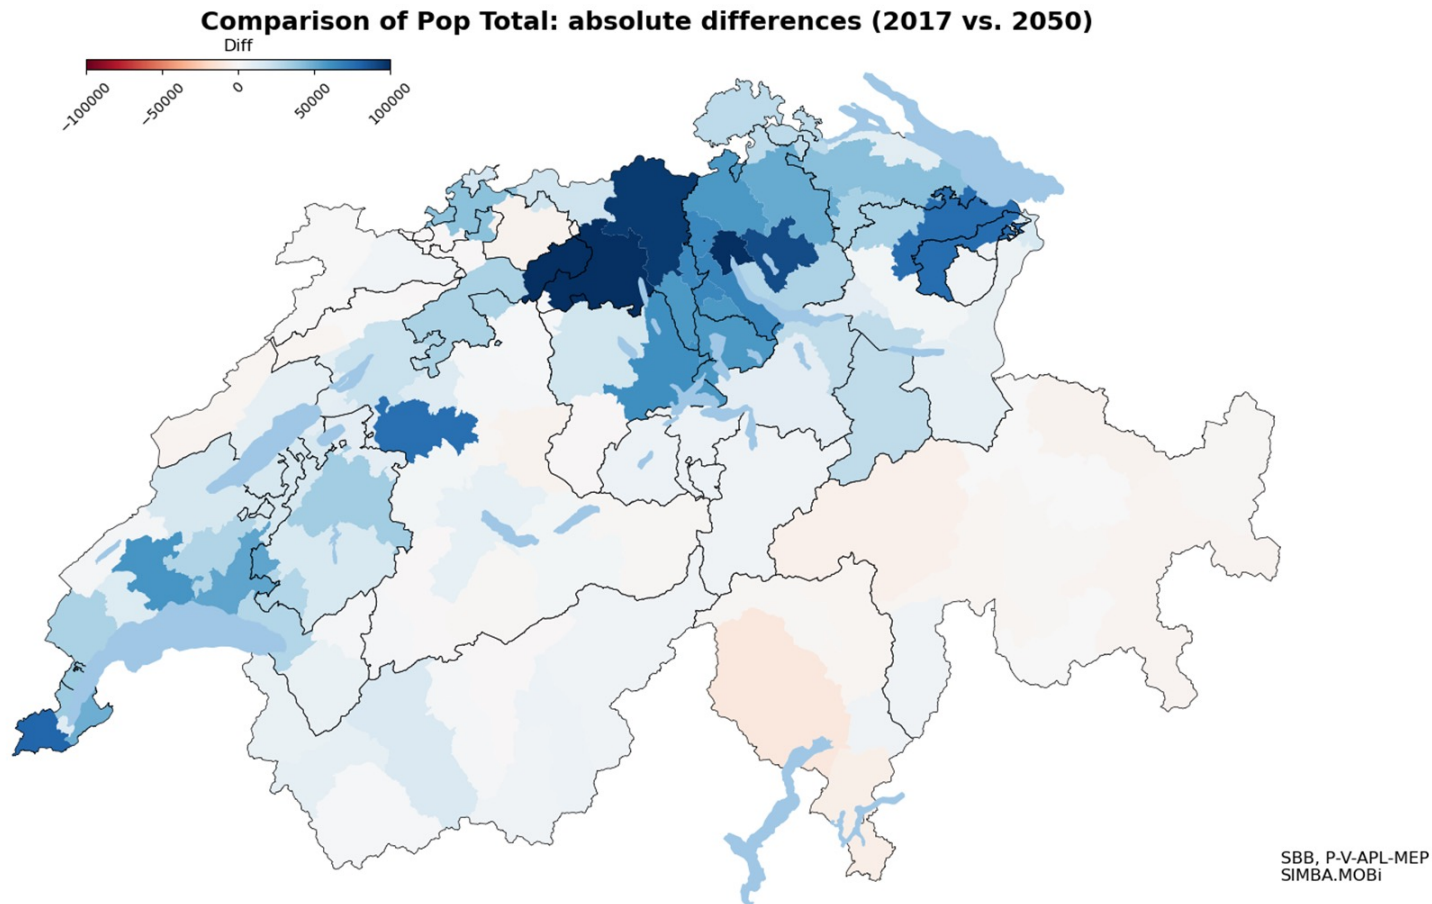 Comparison of Pop Total: absolute differences (2017 vs. 2050)
Diff
−100000
−50000
0
50000
100000
SBB, P-V-APL-MEP
SIMBA.MOBi